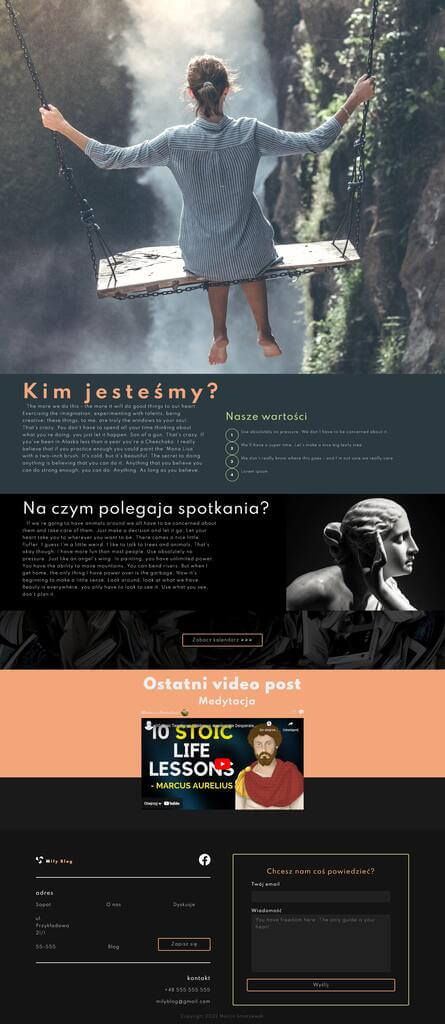 Kim jesteśmy?
The more we do this - the more it will do good things to our heart.
Exercising the imagination, experimenting with talents, being
creative; these things, to me, are truly the windows to your soul.
That's crazy. You don't have to spend all your time thinking about
what you're doing, you just let it happen. Son of a gun. That's crazy. If
you've been in Alaska less than a year you're a Cheechako. I really
believe that if you practice enough you could paint the 'Mona Lisa'
with a two-inch brush. It's cold, but it's beautiful. The secret to doing
anything is believing that you can do it. Anything that you believe you
can do strong enough, you can do. Anything. As long as you believe.
Nasze wartości
1 Use absolutely no pressure. We don't have to be concerned about it.
2 We'll have a super time. Let's make a nice big leafy tree.
3 We don't really know where this goes - and I'm not sure we really care.
4 Lorem ipsum
Na czym polegaja spotkania?
If we're going to have animals around we all have to be concerned about
them and take care of them. Just make a decision and let it go. Let your
heart take you to wherever you want to be. There comes a nice little
fluffer. I guess I'm a little weird. I like to talk to trees and animals. That's
okay though; I have more fun than most people. Use absolutely no
pressure. Just like an angel's wing. In painting, you have unlimited power.
You have the ability to move mountains. You can bend rivers. But when I
get home, the only thing I have power over is the garbage. Now it's
beginning to make a little sense. Look around, look at what we have.
Beauty is everywhere, you only have to look to see it. Use what you see,
don't plan it.
Zobacz kalendarz >>>
Ostatni video post
Medytacja
10 STOIC
LIFE
LESSONS
- MARCUS AURELIUS
Otwórz w YouTube
Miły Blog
adres
Sopot O nas Dyskusje
ul.
Przykładowa
21/1
55-555 Blog Zapisz się
kontakt
+48 555 555 555
milyblog@gmail.com
Chcesz nam coś powiedzieć?
Twój email
Wiadomość
You have freedom here. The only guide is your
heart.
Wyślij